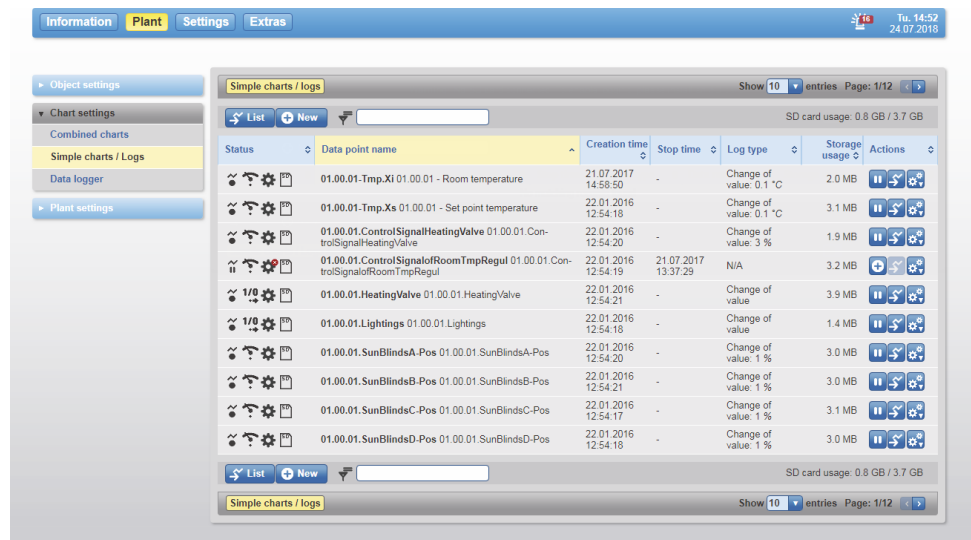 Information Plant Settings Extras 16 Tu. 14:52
24.07.2018
Object settings
Chart settings
Combined charts
Simple charts / Logs
Data logger
Plant settings
Simple charts / logs Show 10 entries Page: 1/12
List New SD card usage: 0.8 GB / 3.7 GB
Status Data point name Creation time Stop time Log type Storage usage Actions
SD 01.00.01-Tmp.Xi 01.00.01 - Room temperature 21.07.2017 14:58:50 - Change of value: 0.1 °C 2.0 MB
SD 01.00.01-Tmp.Xs 01.00.01 - Set point temperature 22.01.2016 12:54:18 - Change of value: 0.1 °C 3.1 MB
SD 01.00.01.ControlSignalHeatingValve 01.00.01.Con-
trolSignalHeatingValve 22.01.2016 12:54:20 - Change of value: 3 % 1.9 MB
SD 01.00.01.ControlSignalofRoomTmpRegul 01.00.01.Con-
trolSignalofRoomTmpRegul 22.01.2016 12:54:19 21.07.2017 13:37:29 N/A 3.2 MB
1/0 SD 01.00.01.HeatingValve 01.00.01.HeatingValve 22.01.2016 12:54:21 - Change of value 3.9 MB
1/0 SD 01.00.01.Lightings 01.00.01.Lightings 22.01.2016 12:54:18 - Change of value 1.4 MB
SD 01.00.01.SunBlindsA-Pos 01.00.01.SunBlindsA-Pos 22.01.2016 12:54:20 - Change of value: 1 % 3.0 MB
SD 01.00.01.SunBlindsB-Pos 01.00.01.SunBlindsB-Pos 22.01.2016 12:54:21 - Change of value: 1 % 3.0 MB
SD 01.00.01.SunBlindsC-Pos 01.00.01.SunBlindsC-Pos 22.01.2016 12:54:17 - Change of value: 1 % 3.1 MB
SD 01.00.01.SunBlindsD-Pos 01.00.01.SunBlindsD-Pos 22.01.2016 12:54:18 - Change of value: 1 % 3.0 MB
List New SD card usage: 0.8 GB / 3.7 GB
Simple charts / logs Show 10 entries Page: 1/12